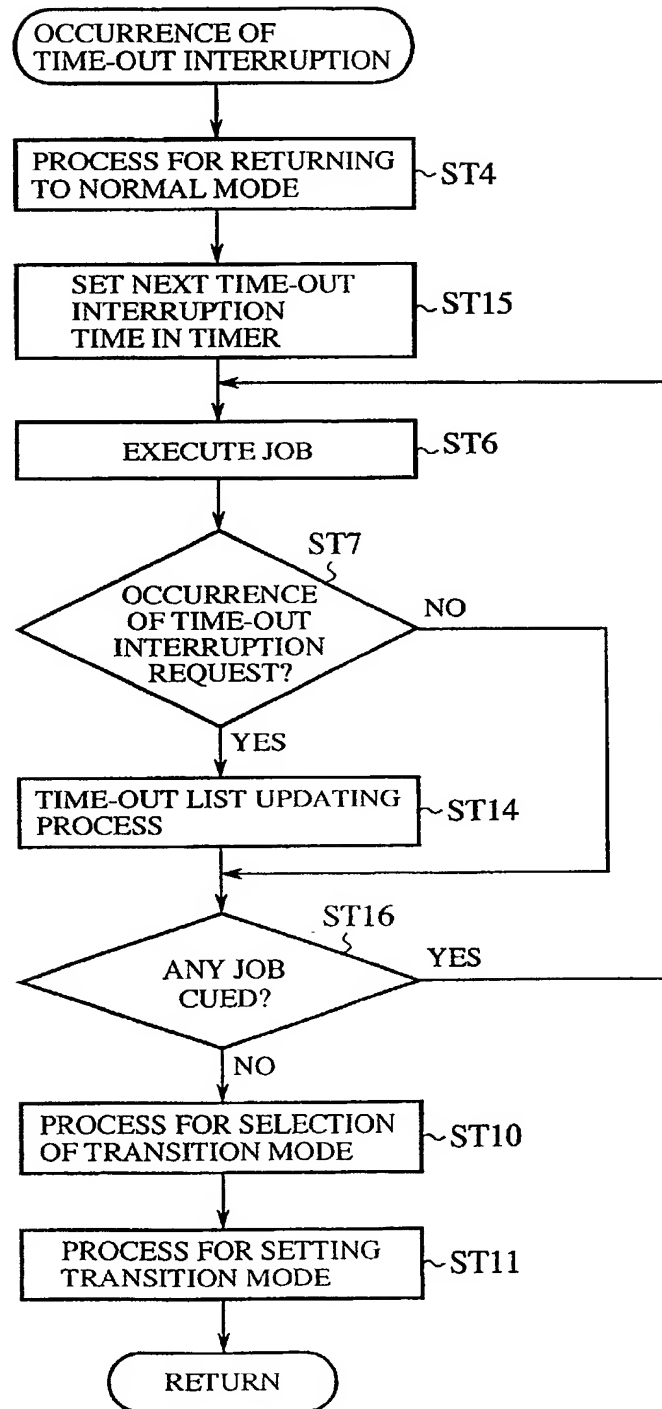 OCCURRENCE OF
TIME-OUT INTERRUPTION
PROCESS FOR RETURNING
TO NORMAL MODE
~ST4
SET NEXT TIME-OUT
INTERRUPTION
TIME IN TIMER
~ST15
EXECUTE JOB
~ST6
ST7
OCCURRENCE
OF TIME-OUT
INTERRUPTION
REQUEST?
NO
YES
TIME-OUT LIST UPDATING
PROCESS
~ST14
ST16
ANY JOB
CUED?
YES
NO
PROCESS FOR SELECTION
OF TRANSITION MODE
~ST10
PROCESS FOR SETTING
TRANSITION MODE
~ST11
RETURN